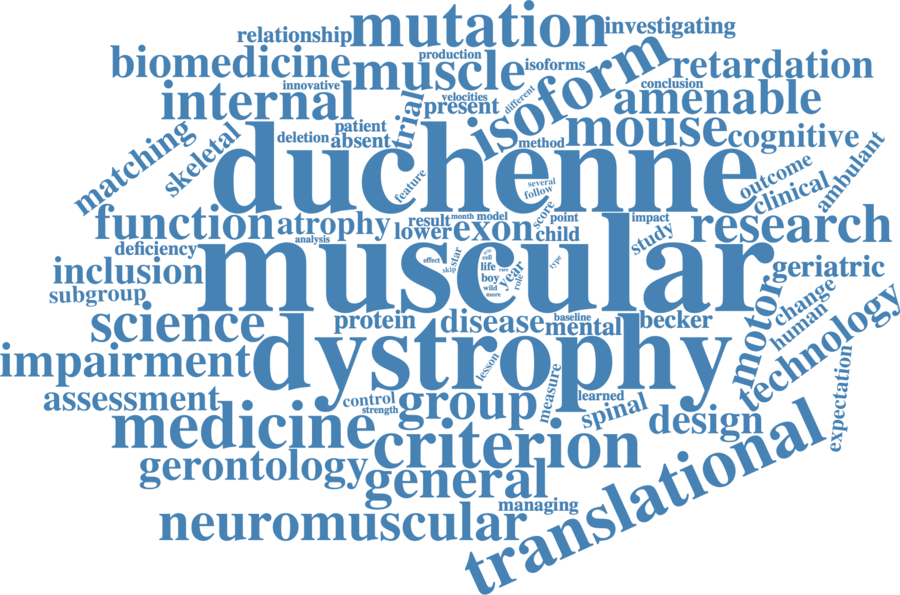 mutation
relationship
investigating
production
biomedicine
muscle
isoforms
isoform
retardation
innovative
velocities
different
conclusion
internal
present
amenable
trial
patient
deletion
absent
method
mouse
cognitive
matching
skeletal
duchenne
feature
several
follow
outcome
clinical
ambulant
function
atrophy
result
month
model
score
point
impact
lower
exon
child
study
research
analysis
deficiency
muscular
inclusion
effect
skip
star
cell
life
boy
wild
more
year
role
type
geriatric
subgroup
science
protein
disease
baseline
mental
becker
motor
change
human
technology
impairment
dystrophy
lesson
measure
learned
expectation
assessment
control
strength
group
spinal
design
medicine
criterion
translational
gerontology
general
managing
neuromuscular